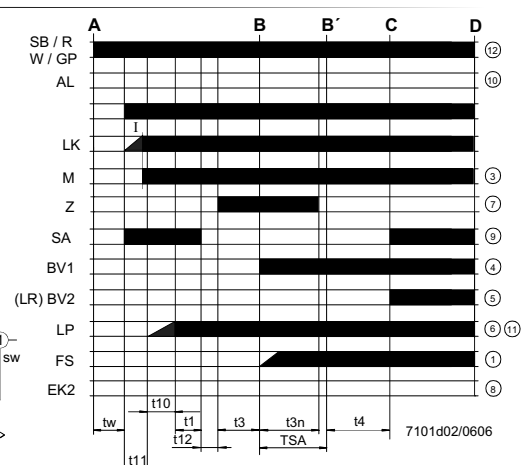 A B B´ C D
SB / R
W / GP 12
AL 10
I
LK
M 3
Z 7
SA 9
BV1 4
(LR) BV2 5
LP 6 11
sw
FS 1
EK2 8
t10
tw t1 t3 t3n t4 7101d02/0606
t12 TSA
t11